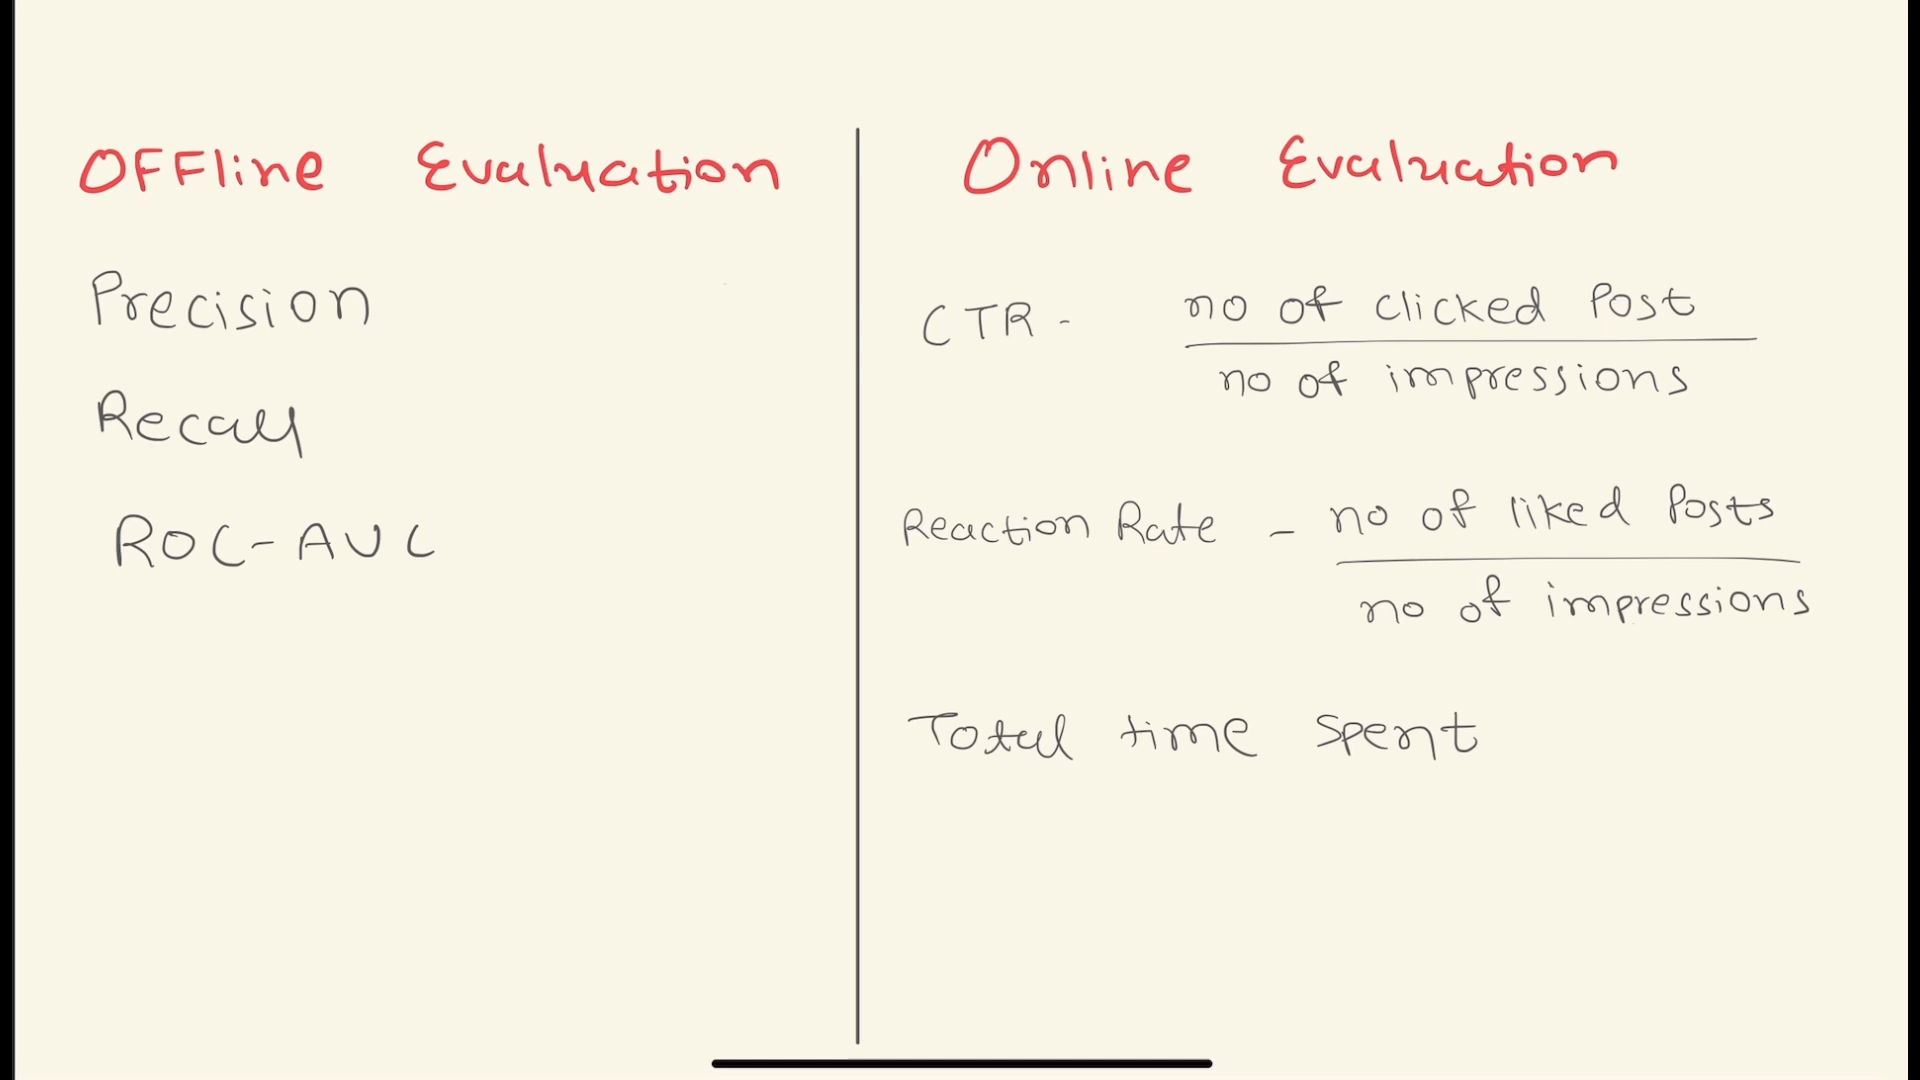 OFFline Evaluation
Precision
Recall
ROC-AUC
Online Evaluation
CTR - no of clicked Post
no of impressions
Reaction Rate - no of liked Posts
no of impressions
Total time spent